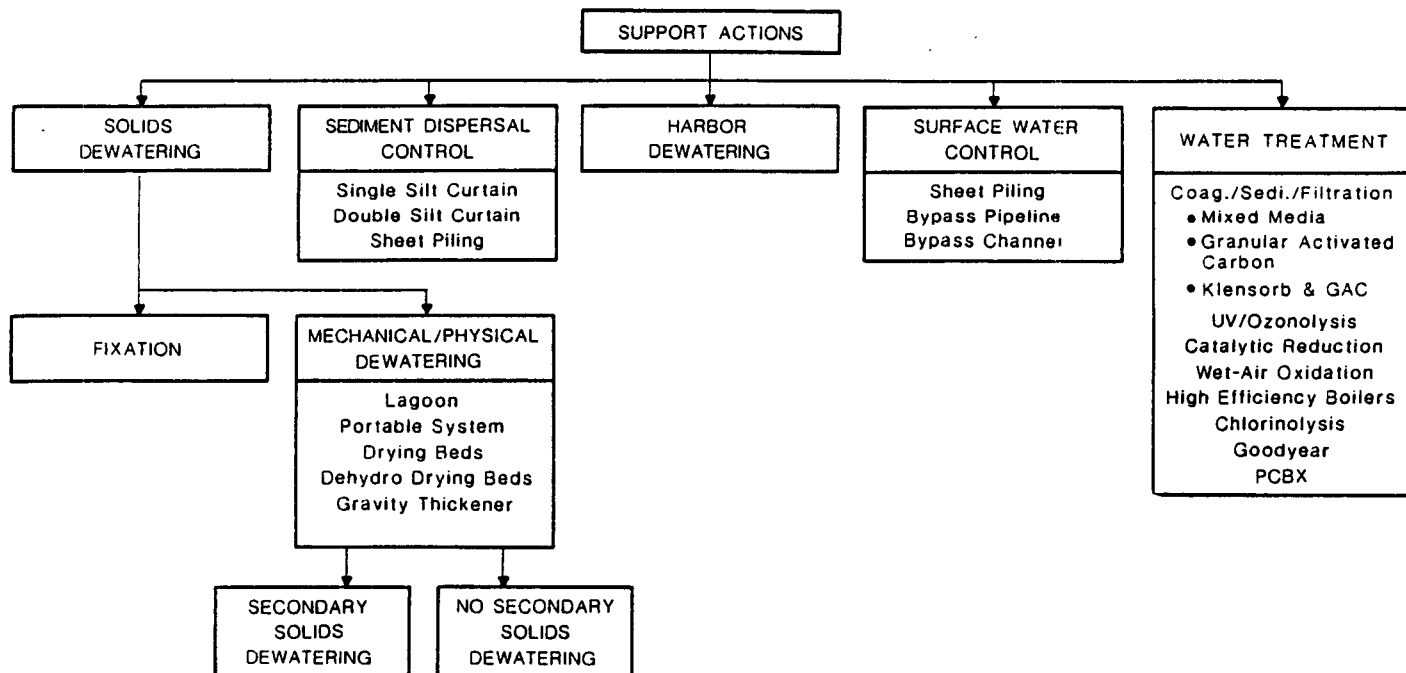 SUPPORT ACTIONS
SOLIDS
DEWATERING
SEDIMENT DISPERSAL
CONTROL
Single Silt Curtain
Double Silt Curtain
Sheet Piling
HARBOR
DEWATERING
SURFACE WATER
CONTROL
Sheet Piling
Bypass Pipeline
Bypass Channel
WATER TREATMENT
Coag./Sedi./Filtration
• Mixed Media
• Granular Activated
Carbon
• Klensorb & GAC
UV/Ozonolysis
Catalytic Reduction
Wet-Air Oxidation
High Efficiency Boilers
Chlorinolysis
Goodyear
PCBX
FIXATION
MECHANICAL/PHYSICAL
DEWATERING
Lagoon
Portable System
Drying Beds
Dehydro Drying Beds
Gravity Thickener
SECONDARY
SOLIDS
DEWATERING
NO SECONDARY
SOLIDS
DEWATERING